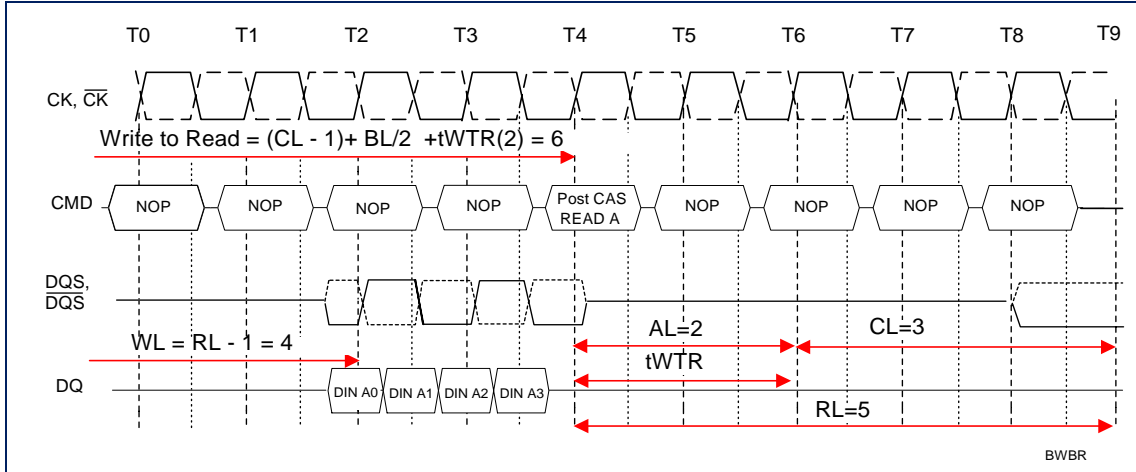 T0 T1 T2 T3 T4 T5 T6 T7 T8 T9
CK, CK
Write to Read = (CL - 1)+ BL/2 +tWTR(2) = 6
CMD NOP NOP NOP NOP Post CAS READ A NOP NOP NOP NOP
DQS,
DQS
WL = RL - 1 = 4
AL=2 CL=3
tWTR
DQ DIN A0 DIN A1 DIN A2 DIN A3
RL=5
BWBR